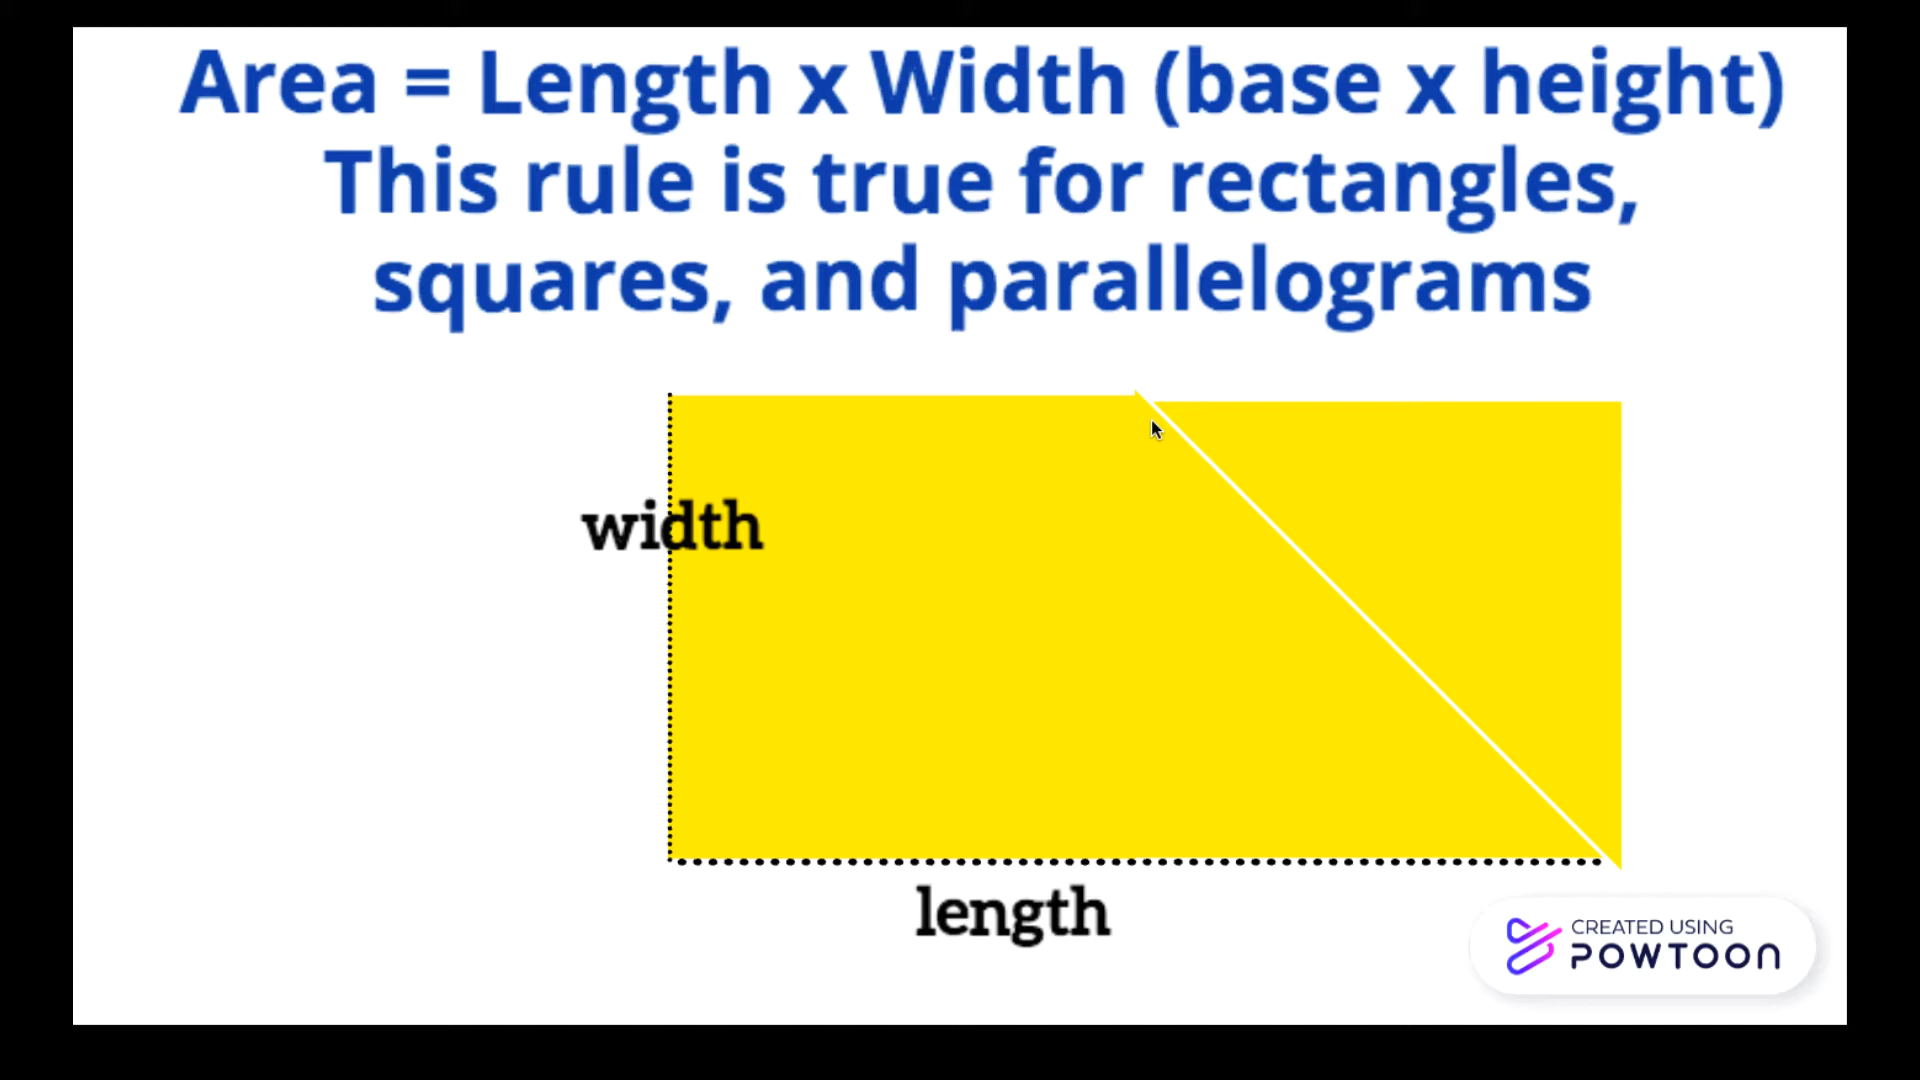 Area = Length x Width (base x height)
This rule is true for rectangles,
squares, and parallelograms
width
length
CREATED USING
POWTOON